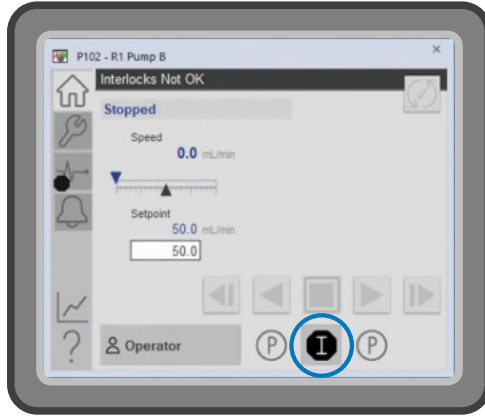 P102 - R1 Pump B
Interlocks Not OK
Stopped
Speed
0.0 mL/min
Setpoint
50.0 mL/min
50.0
? Operator P I P